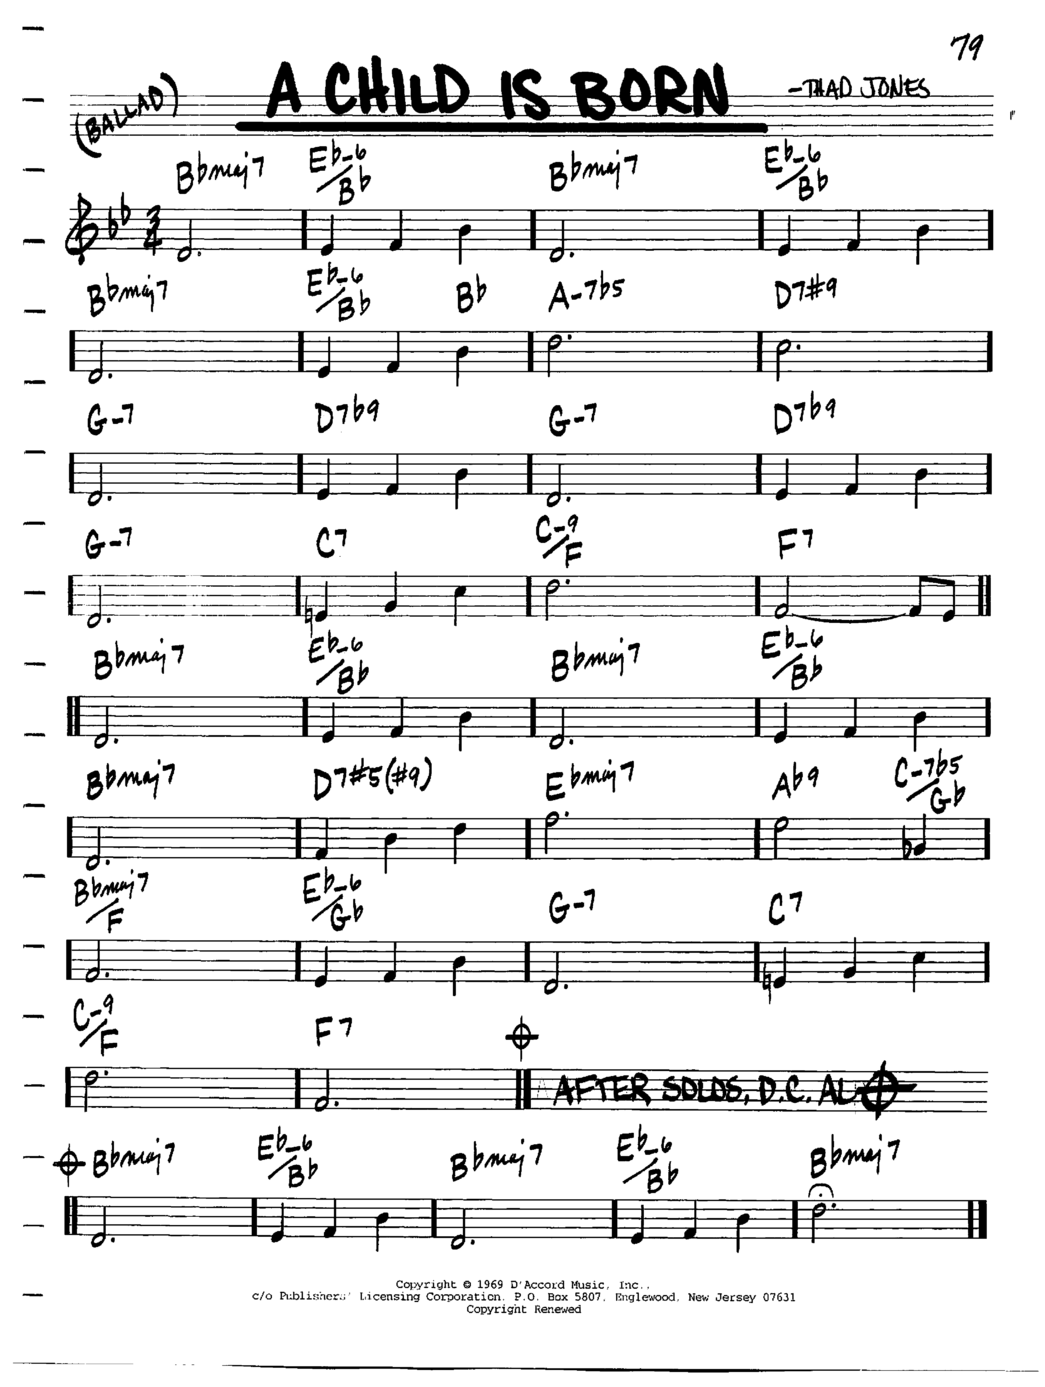 79
A CHILD IS BORN
(BALLAD)
-THAD JONES
Bbmaj7 Eb-6/Bb Bbmaj7 Eb-6/Bb
3/4
Bbmaj7 Eb-6/Bb Bb A-7b5 D7#9
G-7 D7b9 G-7 D7b9
G-7 C7 C-9/F F7
Bbmaj7 Eb-6/Bb Bbmaj7 Eb-6/Bb
Bbmaj7 D7#5(#9) Ebmaj7 Ab9 C-7b5/Gb
Bbmaj7/F Eb-6/Gb G-7 C7
C-9/F F7
AFTER SOLOS, D.C. AL
Bbmaj7 Eb-6/Bb Bbmaj7 Eb-6/Bb Bbmaj7
Copyright © 1969 D'Accord Music, Inc.,
c/o Publishers' Licensing Corporation, P.O. Box 5807, Englewood, New Jersey 07631
Copyright Renewed